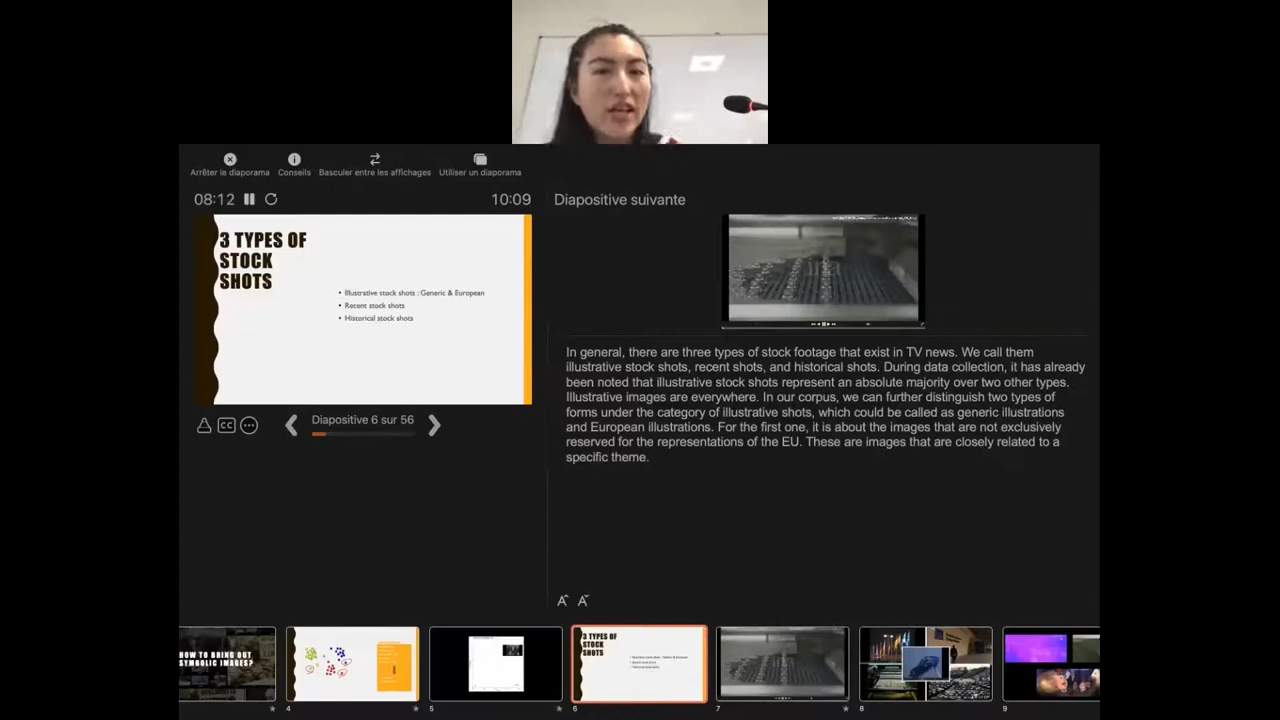 Arrêter le diaporama
Conseils
Basculer entre les affichages
Utiliser un diaporama
08:12
10:09
Diapositive suivante
3 TYPES OF
STOCK
SHOTS
• Illustrative stock shots : Generic & European
• Recent stock shots
• Historical stock shots
CC
Diapositive 6 sur 56
In general, there are three types of stock footage that exist in TV news. We call them
illustrative stock shots, recent shots, and historical shots. During data collection, it has already
been noted that illustrative stock shots represent an absolute majority over two other types.
Illustrative images are everywhere. In our corpus, we can further distinguish two types of
forms under the category of illustrative shots, which could be called as generic illustrations
and European illustrations. For the first one, it is about the images that are not exclusively
reserved for the representations of the EU. These are images that are closely related to a
specific theme.
A A
HOW TO BRING OUT
SYMBOLIC IMAGES?
3 TYPES OF
STOCK
SHOTS
4
5
6
7
8
9